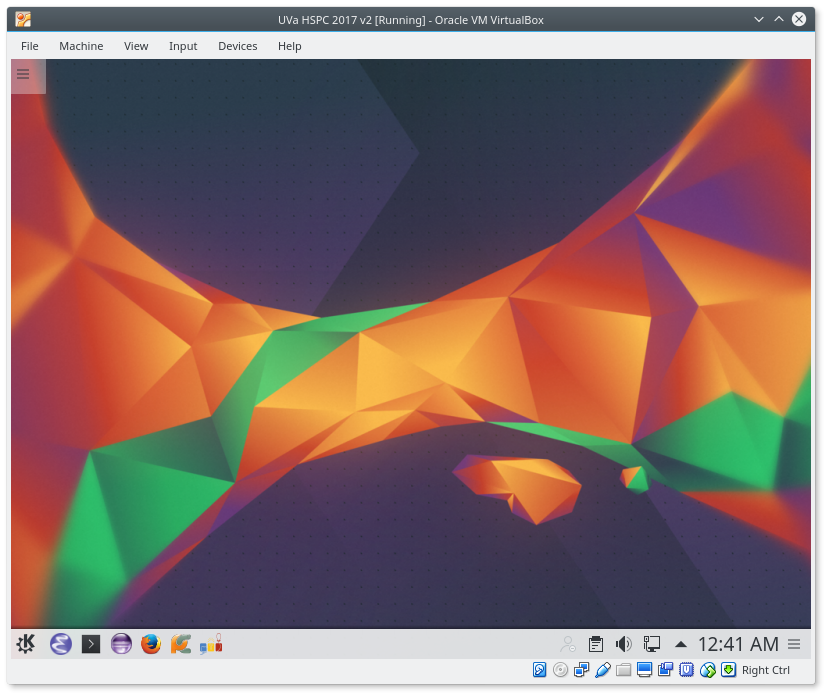 UVa HSPC 2017 v2 [Running] - Oracle VM VirtualBox
File Machine View Input Devices Help
12:41 AM
Right Ctrl